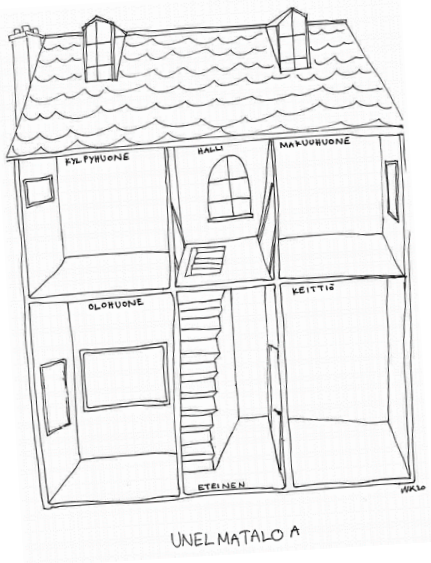 KYLPYHUONE
HALLI
MAKUUHUONE
OLOHUONE
KEITTIÖ
ETEINEN
UNELMATALO A